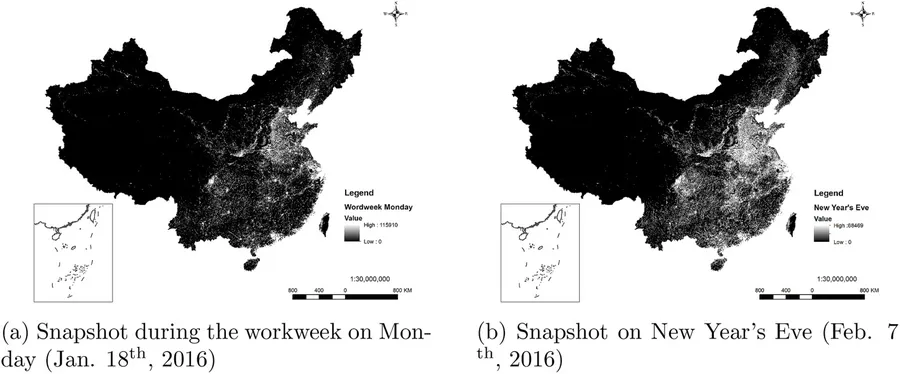 N
W E
S
Legend
Wordweek Monday
Value
High : 115910
Low : 0
1:30,000,000
800 400 0 800 KM
N
W E
S
Legend
New Year's Eve
Value
High :68469
Low : 0
1:30,000,000
800 400 0 800 KM
(a) Snapshot during the workweek on Mon-
day (Jan. 18th, 2016)
(b) Snapshot on New Year's Eve (Feb. 7
th, 2016)